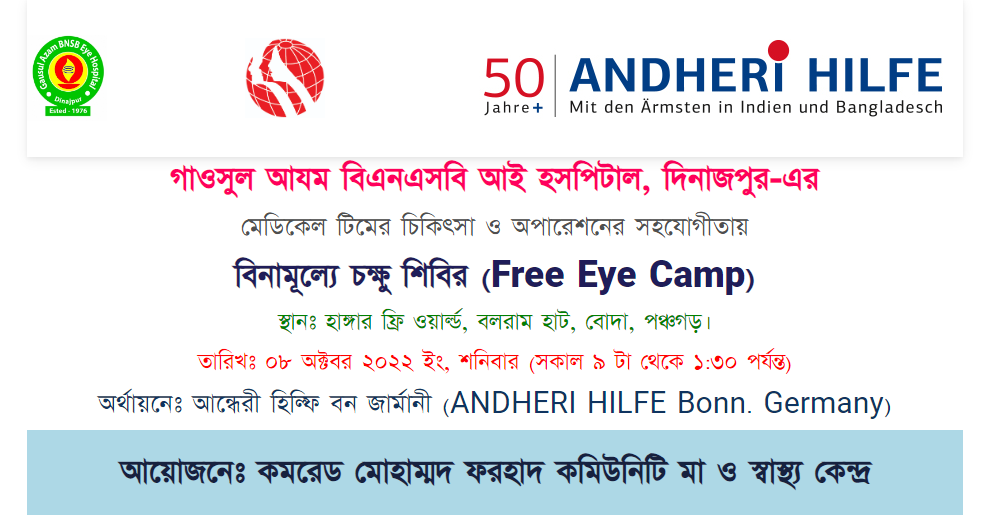 Gausul Azam BNSB Eye Hospital
Dinajpur
Ested - 1976
50 Jahre+
ANDHERI HILFE
Mit den Ärmsten in Indien und Bangladesch
গাওসুল আযম বিএনএসবি আই হসপিটাল, দিনাজপুর-এর
মেডিকেল টিমের চিকিৎসা ও অপারেশনের সহযোগীতায়
বিনামূল্যে চক্ষু শিবির (Free Eye Camp)
স্থানঃ হাঙ্গার ফ্রি ওয়ার্ল্ড, বলরাম হাট, বোদা, পঞ্চগড়।
তারিখঃ ০৮ অক্টবর ২০২২ ইং, শনিবার (সকাল ৯ টা থেকে ১:৩০ পর্যন্ত)
অর্থায়নেঃ আন্ধেরী হিল্ফি বন জার্মানী (ANDHERI HILFE Bonn. Germany)
আয়োজনেঃ কমরেড মোহাম্মদ ফরহাদ কমিউনিটি মা ও স্বাস্থ্য কেন্দ্র